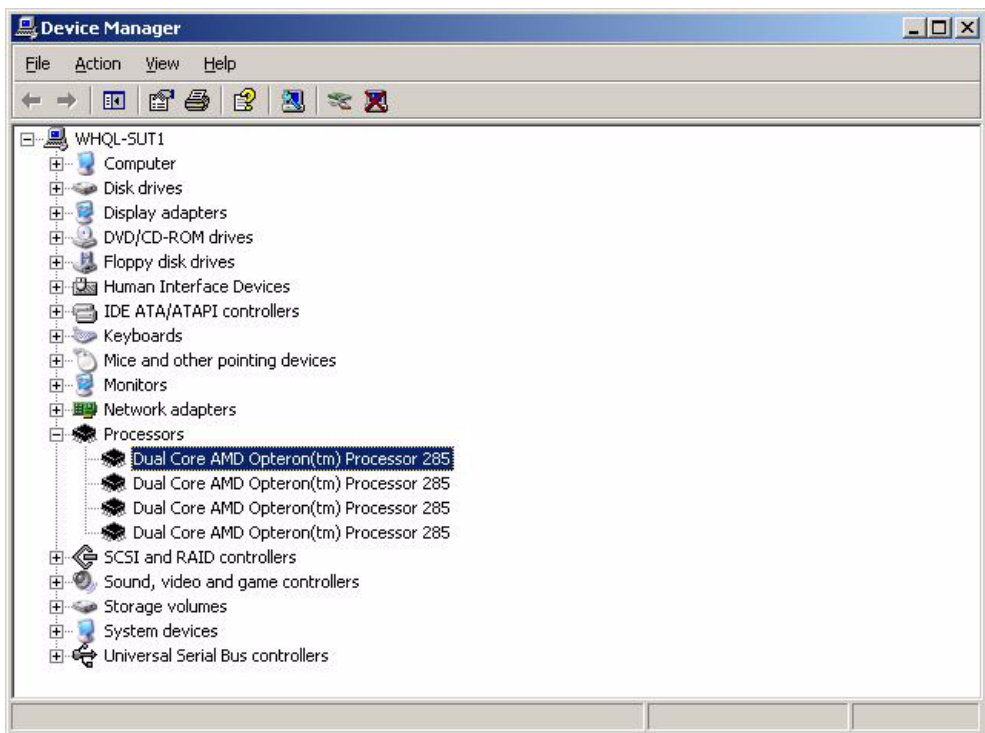 Device Manager
File Action View Help
WHQL-SUT1
Computer
Disk drives
Display adapters
DVD/CD-ROM drives
Floppy disk drives
Human Interface Devices
IDE ATA/ATAPI controllers
Keyboards
Mice and other pointing devices
Monitors
Network adapters
Processors
Dual Core AMD Opteron(tm) Processor 285
Dual Core AMD Opteron(tm) Processor 285
Dual Core AMD Opteron(tm) Processor 285
Dual Core AMD Opteron(tm) Processor 285
SCSI and RAID controllers
Sound, video and game controllers
Storage volumes
System devices
Universal Serial Bus controllers